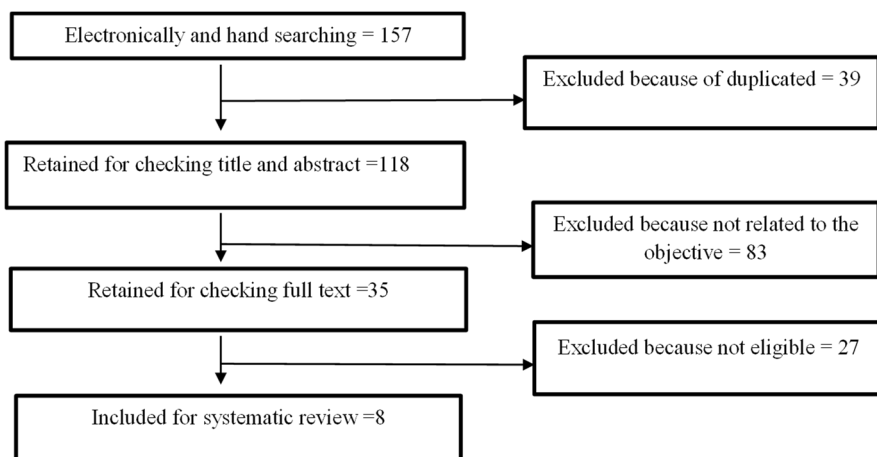 Electronically and hand searching = 157
Excluded because of duplicated = 39
Retained for checking title and abstract =118
Excluded because not related to the
objective = 83
Retained for checking full text =35
Excluded because not eligible = 27
Included for systematic review =8